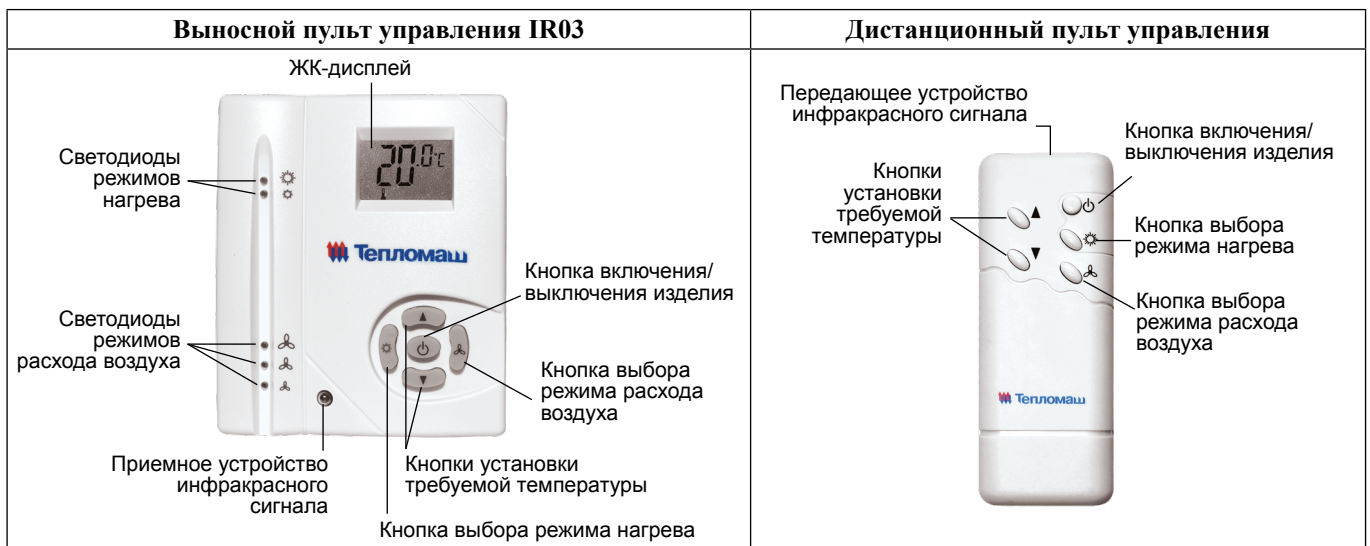 Выносной пульт управления IR03
ЖК-дисплей
20.0℃
Светодиоды
режимов
нагрева
Тепломаш
Кнопка включения/
выключения изделия
Светодиоды
режимов
расхода воздуха
Кнопка выбора
режима расхода
воздуха
Приемное устройство
инфракрасного
сигнала
Кнопки установки
требуемой температуры
Кнопка выбора режима нагрева
Дистанционный пульт управления
Передающее устройство
инфракрасного сигнала
Кнопка включения/
выключения изделия
Кнопки
установки
требуемой
температуры
Кнопка выбора
режима нагрева
Кнопка выбора
режима расхода
воздуха
Тепломаш